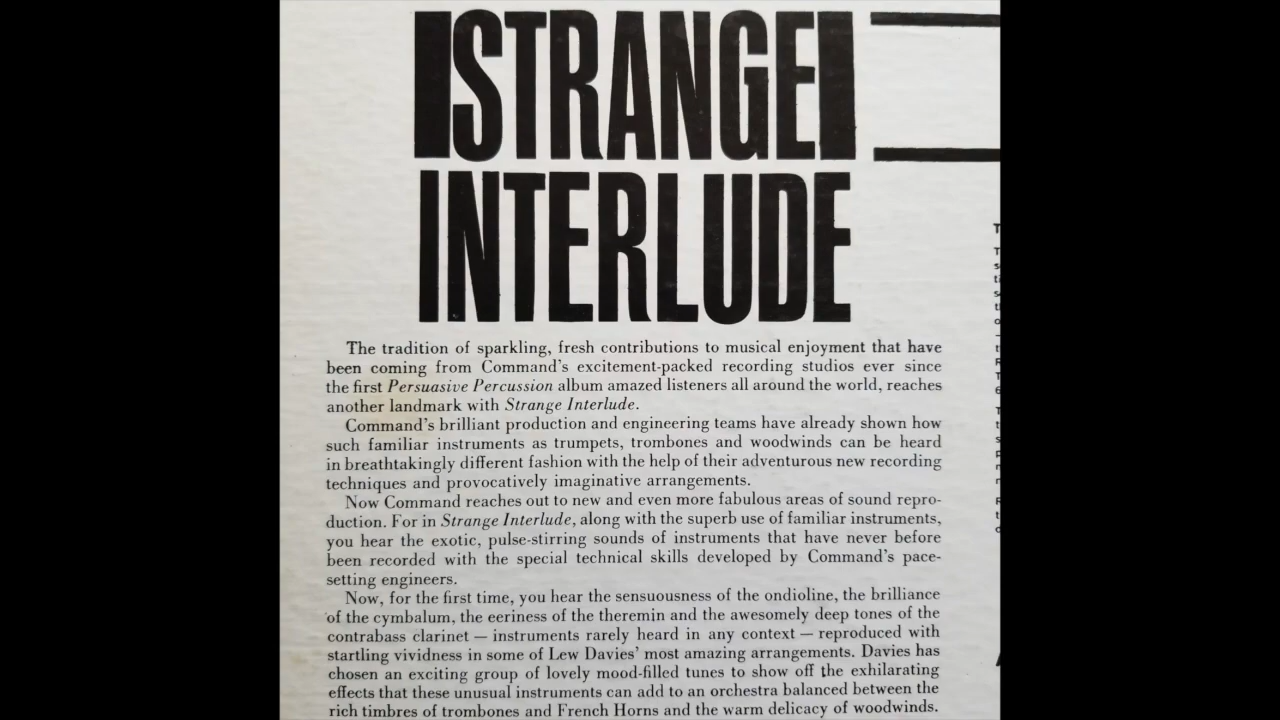 STRANGE
INTERLUDE
The tradition of sparkling, fresh contributions to musical enjoyment that have
been coming from Command's excitement-packed recording studios ever since
the first Persuasive Percussion album amazed listeners all around the world, reaches
another landmark with Strange Interlude.
Command's brilliant production and engineering teams have already shown how
such familiar instruments as trumpets, trombones and woodwinds can be heard
in breathtakingly different fashion with the help of their adventurous new recording
techniques and provocatively imaginative arrangements.
Now Command reaches out to new and even more fabulous areas of sound repro-
duction. For in Strange Interlude, along with the superb use of familiar instruments,
you hear the exotic, pulse-stirring sounds of instruments that have never before
been recorded with the special technical skills developed by Command's pace-
setting engineers.
Now, for the first time, you hear the sensuousness of the ondioline, the brilliance
of the cymbalum, the eeriness of the theremin and the awesomely deep tones of the
contrabass clarinet — instruments rarely heard in any context — reproduced with
startling vividness in some of Lew Davies' most amazing arrangements. Davies has
chosen an exciting group of lovely mood-filled tunes to show off the exhilarating
effects that these unusual instruments can add to an orchestra balanced between the
rich timbres of trombones and French Horns and the warm delicacy of woodwinds.